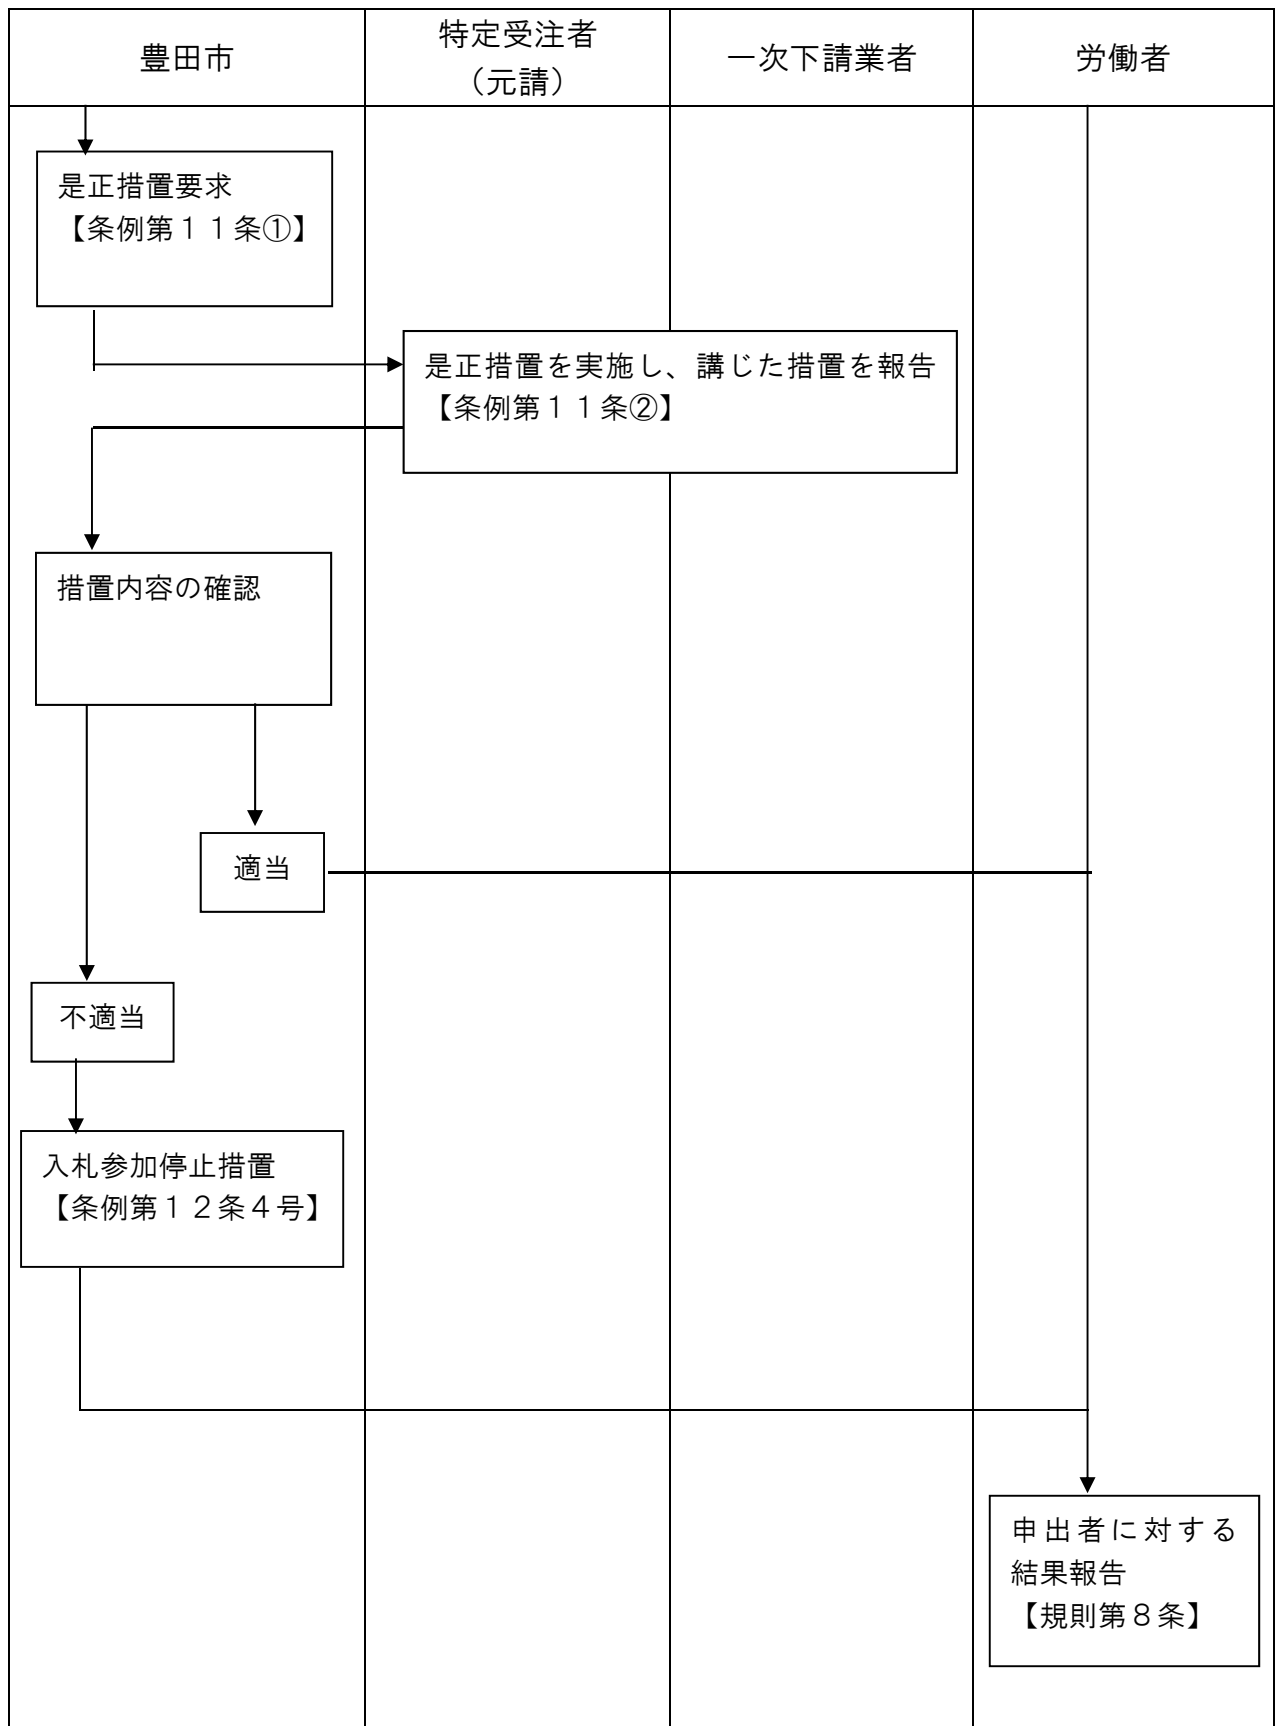 豊田市
特定受注者
（元請）
一次下請業者
労働者
是正措置要求
【条例第１１条①】
是正措置を実施し、講じた措置を報告
【条例第１１条②】
措置内容の確認
適当
不適当
入札参加停止措置
【条例第１２条４号】
申出者に対する
結果報告
【規則第８条】